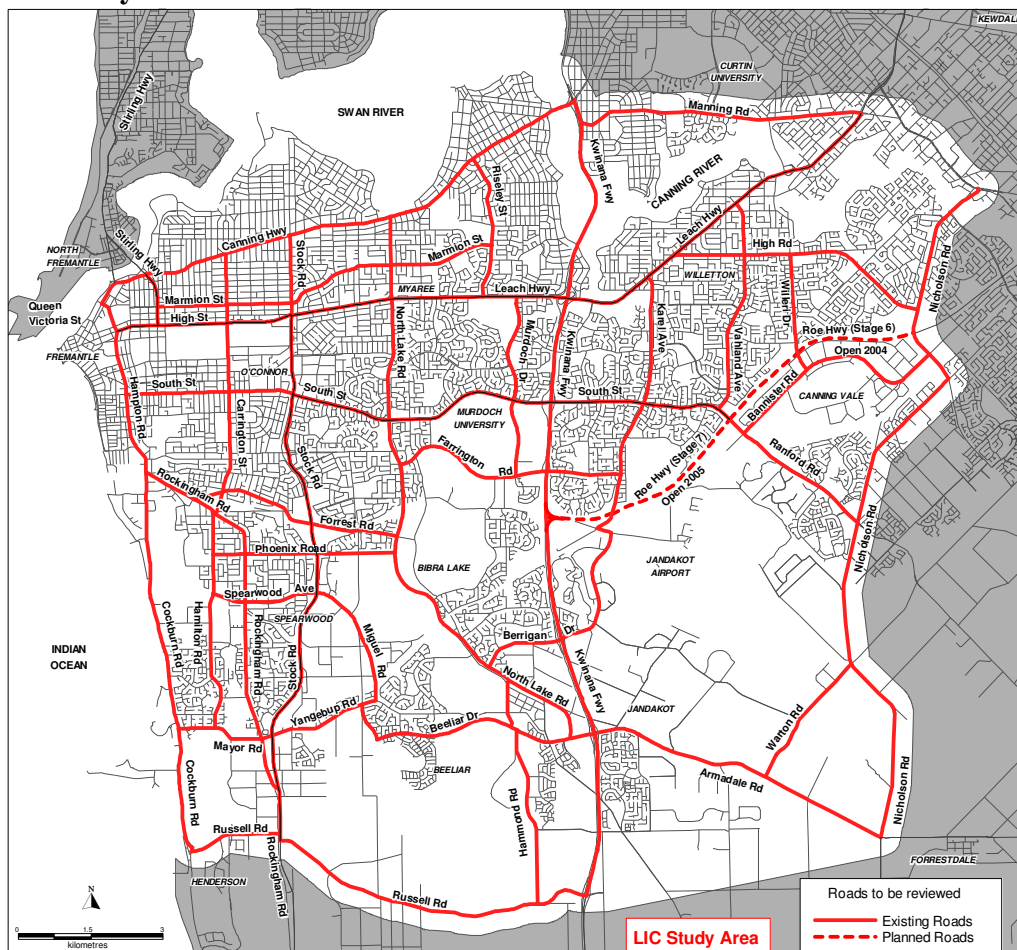 KEWDAL
CURTIN
UNIVERSITY
Stirling Hwy
SWAN RIVER
Manning Rd
Kwinana Fwy
CANNING RIVER
Riseley St
Leach Hwy
Nicholson Rd
Canning Hwy
Stock Rd
Marmion St
High Rd
Stirling Hwy
NORTH
FREMANTLE
WILLETTON
Willeri Dr
MYAREE
Leach Hwy
Queen
Victoria St
Marmion St
High St
North Lake Rd
Murdoch Dr
Kwinana Fwy
Karel Ave
Vahland Ave
Roe Hwy (Stage 6)
Open 2004
FREMANTLE
Hampton Rd
South St
O'CONNOR
South St
South St
Bannister Rd
CANNING VALE
Carrington St
MURDOCH
UNIVERSITY
Stock Rd
Farrington
Rd
Roe Hwy (Stage 7)
Open 2005
Ranford Rd
Rockingham Rd
Forrest Rd
Nicholson Rd
Phoenix Road
BIBRA LAKE
JANDAKOT
AIRPORT
Spearwood
Ave
SPEARWOOD
Cockburn Rd
Hamilton Rd
Rockingham Rd
Stock Rd
Miguel Rd
Berrigan
Dr
INDIAN
OCEAN
Kwinana Fwy
North Lake Rd
JANDAKOT
Yangebup Rd
Beeliar Dr
Warton Rd
Mayor Rd
BEELIAR
Armadale Rd
Cockburn Rd
Hammond Rd
Nicholson Rd
Russell Rd
Rockingham Rd
FORRESTDALE
HENDERSON
Russell Rd
N
0 1.5 3
kilometres
LIC Study Area
Roads to be reviewed
Existing Roads
Planned Roads